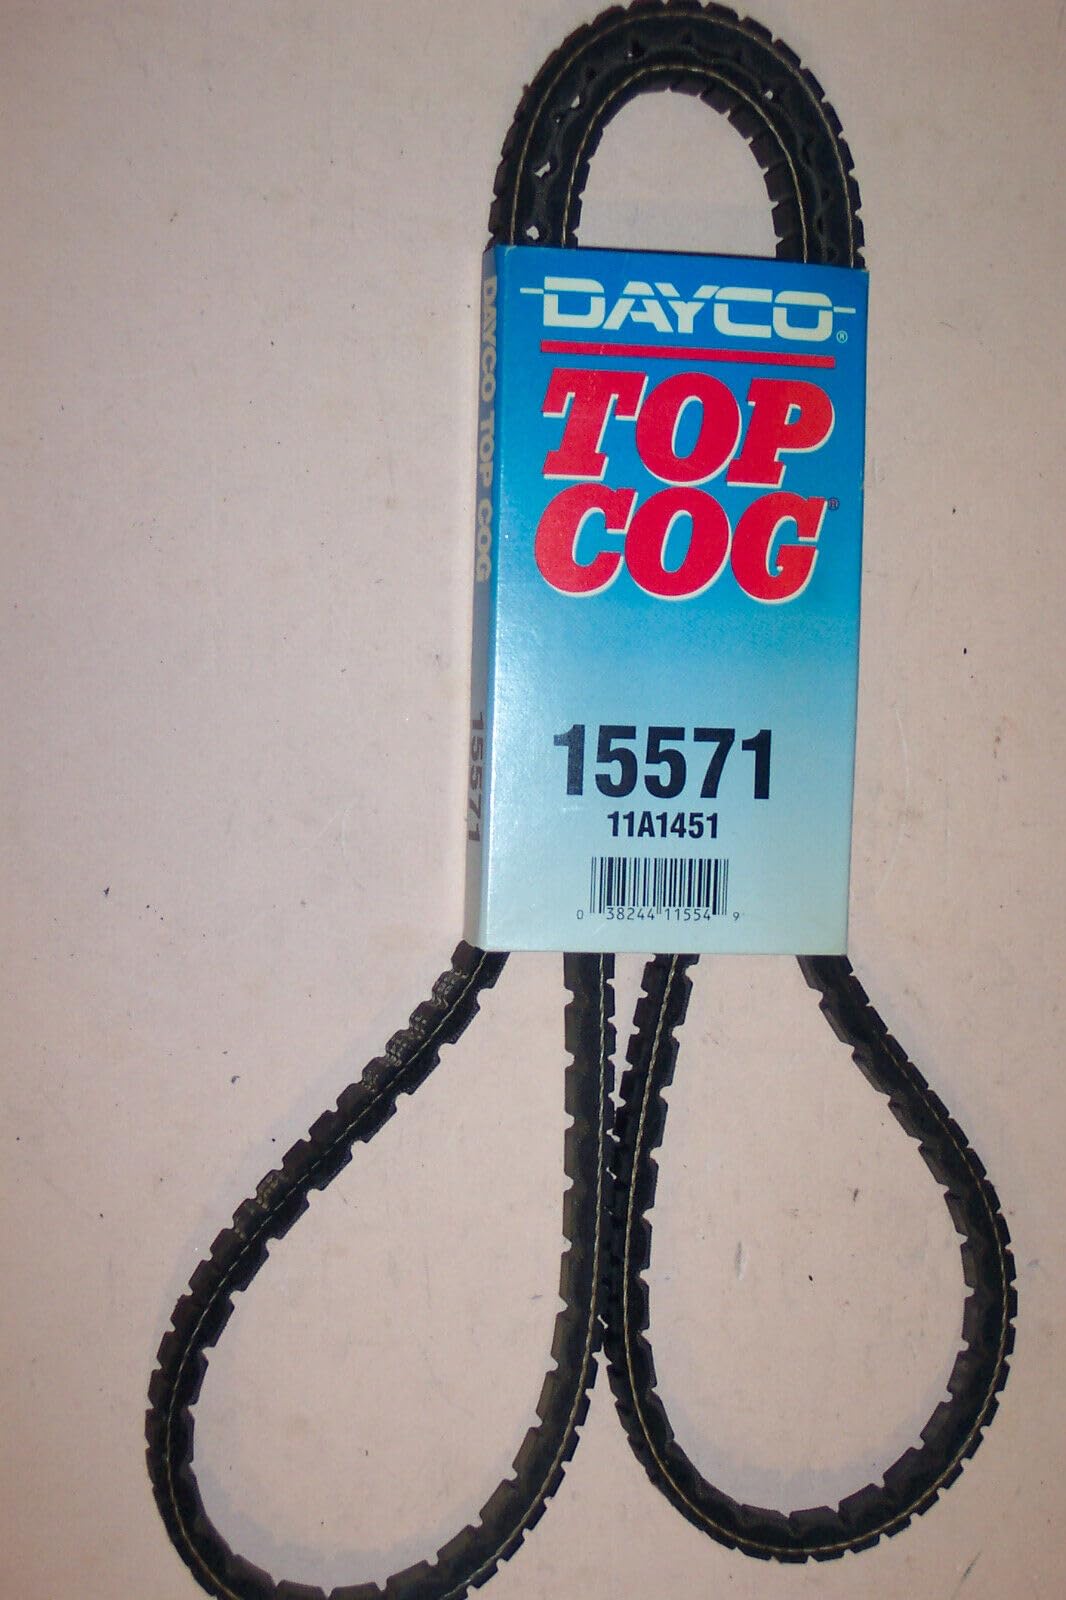 DAYCO®
TOP
COG®
15571
11A1451
0 38244 11554 9
DAYCO TOP COG 15571